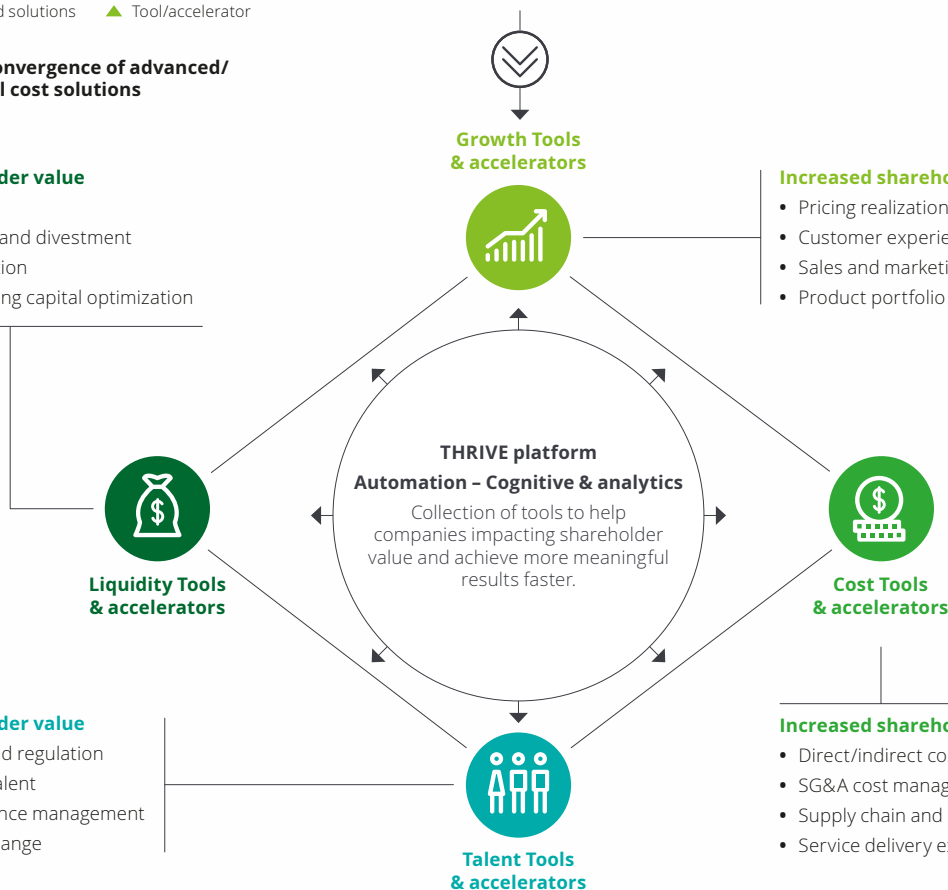 d solutions
Tool/accelerator
onvergence of advanced/
l cost solutions
Growth Tools
& accelerators
der value
and divestment
ion
ng capital optimization
Increased shareho
• Pricing realization
• Customer experie
• Sales and marketi
• Product portfolio
THRIVE platform
Automation – Cognitive & analytics
Collection of tools to help
companies impacting shareholder
value and achieve more meaningful
results faster.
Liquidity Tools
& accelerators
Cost Tools
& accelerators
der value
d regulation
alent
nce management
ange
Increased shareho
• Direct/indirect co
• SG&A cost manag
• Supply chain and
• Service delivery e
Talent Tools
& accelerators